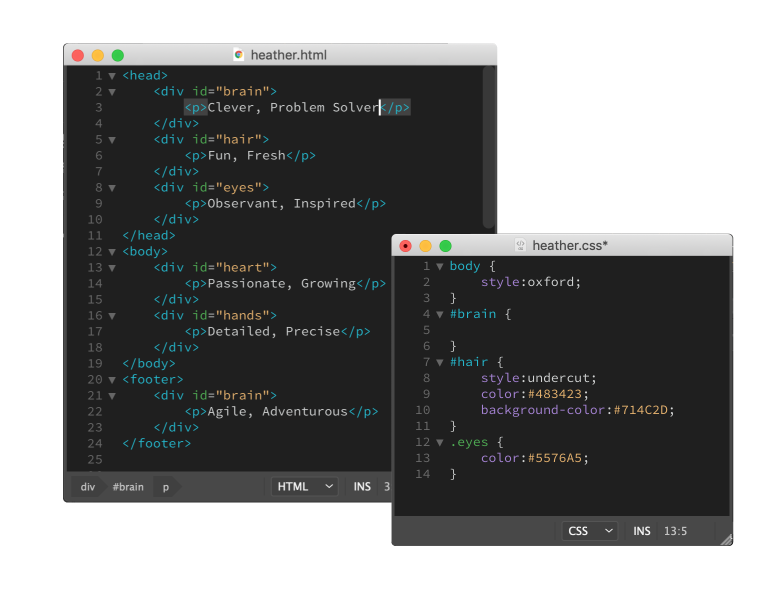 heather.html
1 <head>
2 <div id="brain">
3 <p>Clever, Problem Solver</p>
4 </div>
5 <div id="hair">
6 <p>Fun, Fresh</p>
7 </div>
8 <div id="eyes">
9 <p>Observant, Inspired</p>
10 </div>
11 </head>
12 <body>
13 <div id="heart">
14 <p>Passionate, Growing</p>
15 </div>
16 <div id="hands">
17 <p>Detailed, Precise</p>
18 </div>
19 </body>
20 <footer>
21 <div id="brain">
22 <p>Agile, Adventurous</p>
23 </div>
24 </footer>
25
div #brain p HTML INS 3
heather.css*
1 body {
2 style:oxford;
3 }
4 #brain {
5
6 }
7 #hair {
8 style:undercut;
9 color:#483423;
10 background-color:#714C2D;
11 }
12 .eyes {
13 color:#5576A5;
14 }
CSS INS 13:5